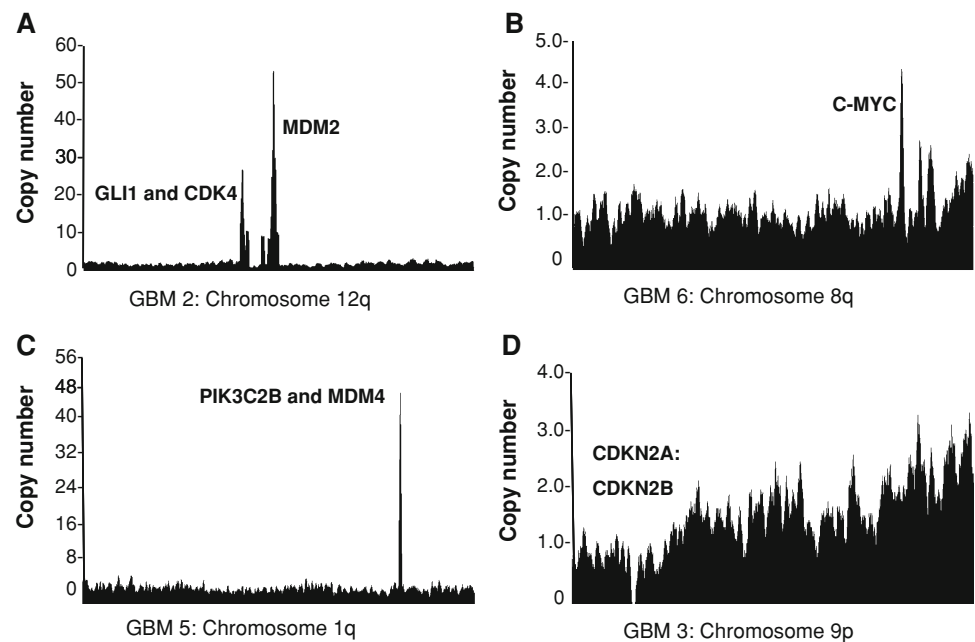 A
Copy number
60
50
40
30
20
10
0
GLI1 and CDK4
MDM2
GBM 2: Chromosome 12q
B
Copy number
5.0
4.0
3.0
2.0
1.0
0
C-MYC
GBM 6: Chromosome 8q
C
Copy number
56
48
40
32
24
16
8
0
PIK3C2B and MDM4
GBM 5: Chromosome 1q
D
Copy number
4.0
3.0
2.0
1.0
0
CDKN2A:
CDKN2B
GBM 3: Chromosome 9p